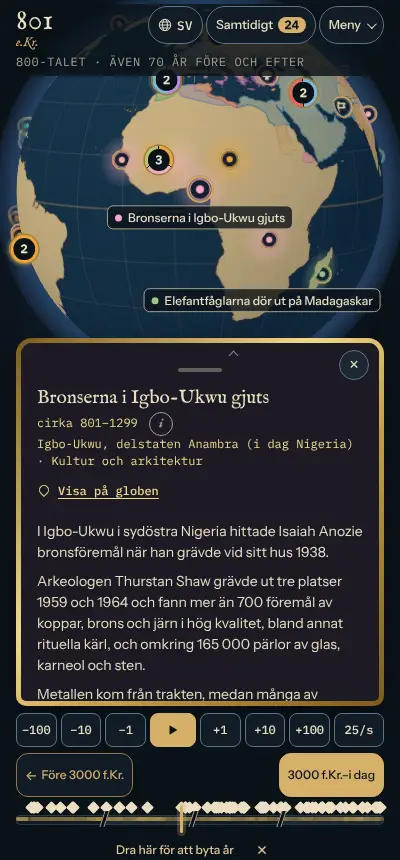 801
e.Kr.
SV
Samtidigt 24
Meny
800-TALET · ÄVEN 70 ÅR FÖRE OCH EFTER
2
2
3
Bronserna i Igbo-Ukwu gjuts
2
Elefantfåglarna dör ut på Madagaskar
Bronserna i Igbo-Ukwu gjuts
cirka 801–1299 i
Igbo-Ukwu, delstaten Anambra (i dag Nigeria)
· Kultur och arkitektur
Visa på globen
I Igbo-Ukwu i sydöstra Nigeria hittade Isaiah Anozie
bronsföremål när han grävde vid sitt hus 1938.
Arkeologen Thurstan Shaw grävde ut tre platser
1959 och 1964 och fann mer än 700 föremål av
koppar, brons och järn i hög kvalitet, bland annat
rituella kärl, och omkring 165 000 pärlor av glas,
karneol och sten.
Metallen kom från trakten, medan många av
−100 −10 −1 +1 +10 +100 25/s
← Före 3000 f.Kr.
3000 f.Kr.–i dag
Dra här för att byta år ✕